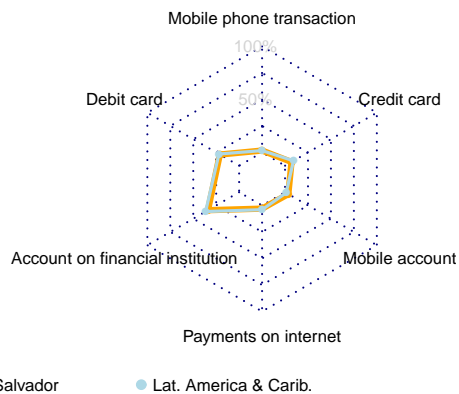 Mobile phone transaction
100%
Debit card
50%
Credit card
Account on financial institution
Mobile account
Payments on internet
Salvador
Lat. America & Carib.